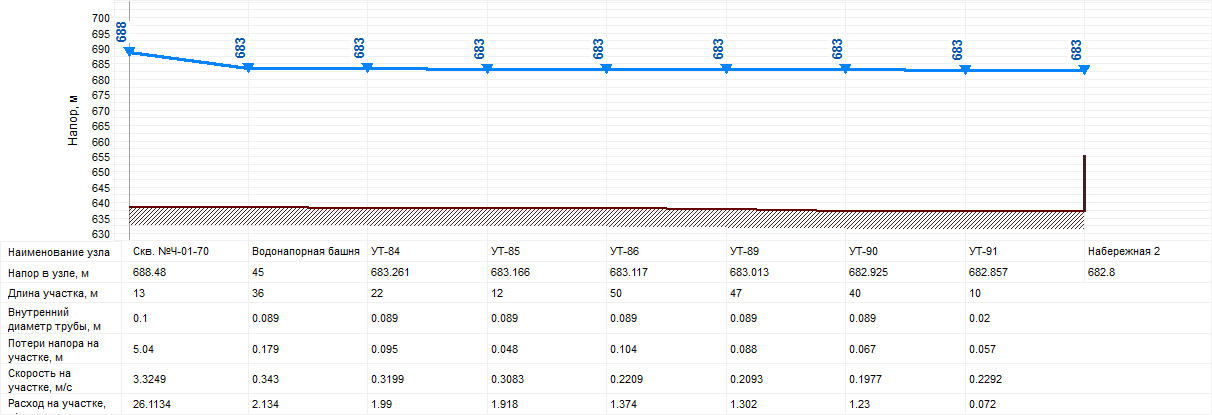 700
695
690
685
680
675
670
665
660
655
650
645
640
635
630
Напор, м
688
683
683
683
683
683
683
683
683
Наименование узла Скв. №Ч-01-70 Водонапорная башня УТ-84 УТ-85 УТ-86 УТ-89 УТ-90 УТ-91 Набережная 2
Напор в узле, м 688.48 45 683.261 683.166 683.117 683.013 682.925 682.857 682.8
Длина участка, м 13 36 22 12 50 47 40 10
Внутренний
диаметр трубы, м 0.1 0.089 0.089 0.089 0.089 0.089 0.089 0.02
Потери напора на
участке, м 5.04 0.179 0.095 0.048 0.104 0.088 0.067 0.057
Скорость на
участке, м/с 3.3249 0.343 0.3199 0.3083 0.2209 0.2093 0.1977 0.2292
Расход на участке, 26.1134 2.134 1.99 1.918 1.374 1.302 1.23 0.072